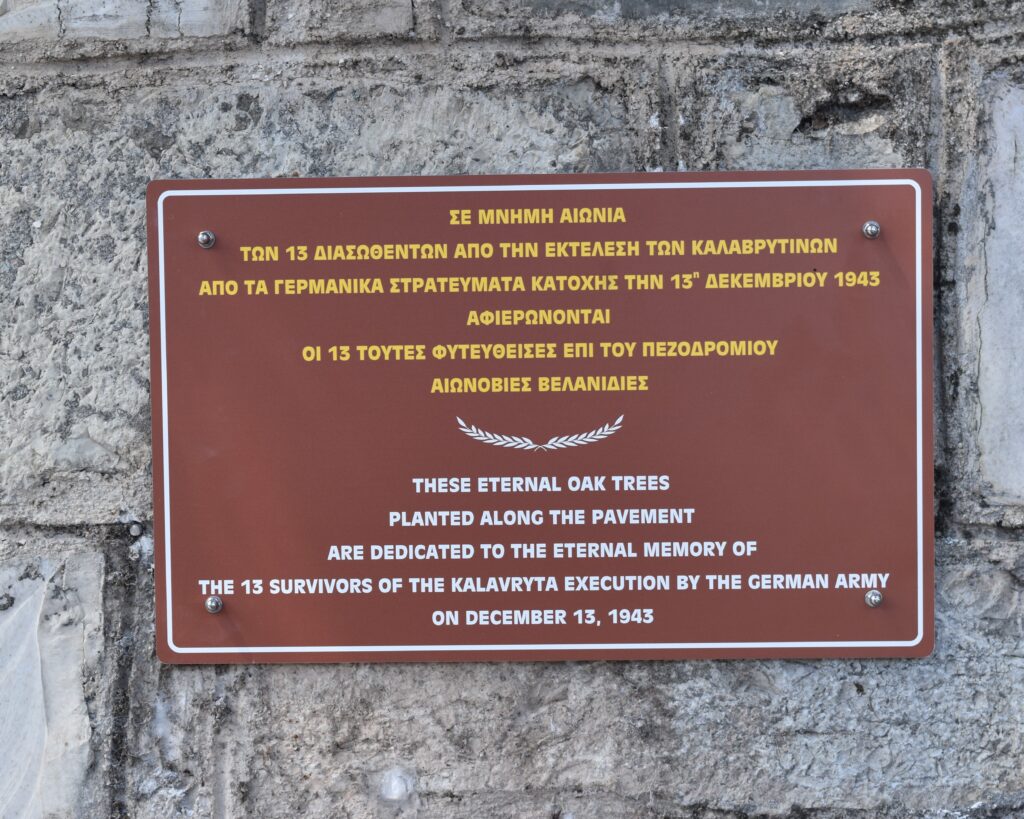 ΣΕ ΜΝΗΜΗ ΑΙΩΝΙΑ
ΤΩΝ 13 ΔΙΑΣΩΘΕΝΤΩΝ ΑΠΟ ΤΗΝ ΕΚΤΕΛΕΣΗ ΤΩΝ ΚΑΛΑΒΡΥΤΙΝΩΝ
ΑΠΟ ΤΑ ΓΕΡΜΑΝΙΚΑ ΣΤΡΑΤΕΥΜΑΤΑ ΚΑΤΟΧΗΣ ΤΗΝ 13η ΔΕΚΕΜΒΡΙΟΥ 1943
ΑΦΙΕΡΩΝΟΝΤΑΙ
ΟΙ 13 ΤΟΥΤΕΣ ΦΥΤΕΥΘΕΙΣΕΣ ΕΠΙ ΤΟΥ ΠΕΖΟΔΡΟΜΙΟΥ
ΑΙΩΝΟΒΙΕΣ ΒΕΛΑΝΙΔΙΕΣ
THESE ETERNAL OAK TREES
PLANTED ALONG THE PAVEMENT
ARE DEDICATED TO THE ETERNAL MEMORY OF
THE 13 SURVIVORS OF THE KALAVRYTA EXECUTION BY THE GERMAN ARMY
ON DECEMBER 13, 1943